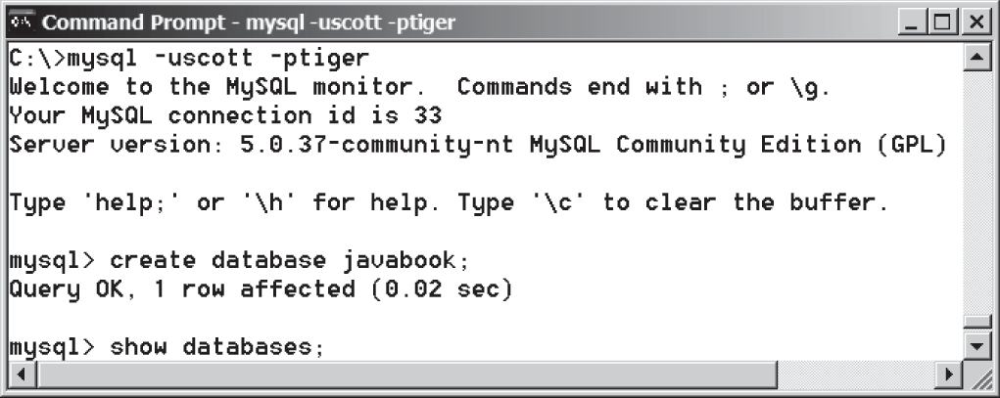 Command Prompt - mysql -uscott -ptiger
C:\>mysql -uscott -ptiger
Welcome to the MySQL monitor.  Commands end with ; or \g.
Your MySQL connection id is 33
Server version: 5.0.37-community-nt MySQL Community Edition (GPL)
Type 'help;' or '\h' for help. Type '\c' to clear the buffer.
mysql> create database javabook;
Query OK, 1 row affected (0.02 sec)
mysql> show databases;